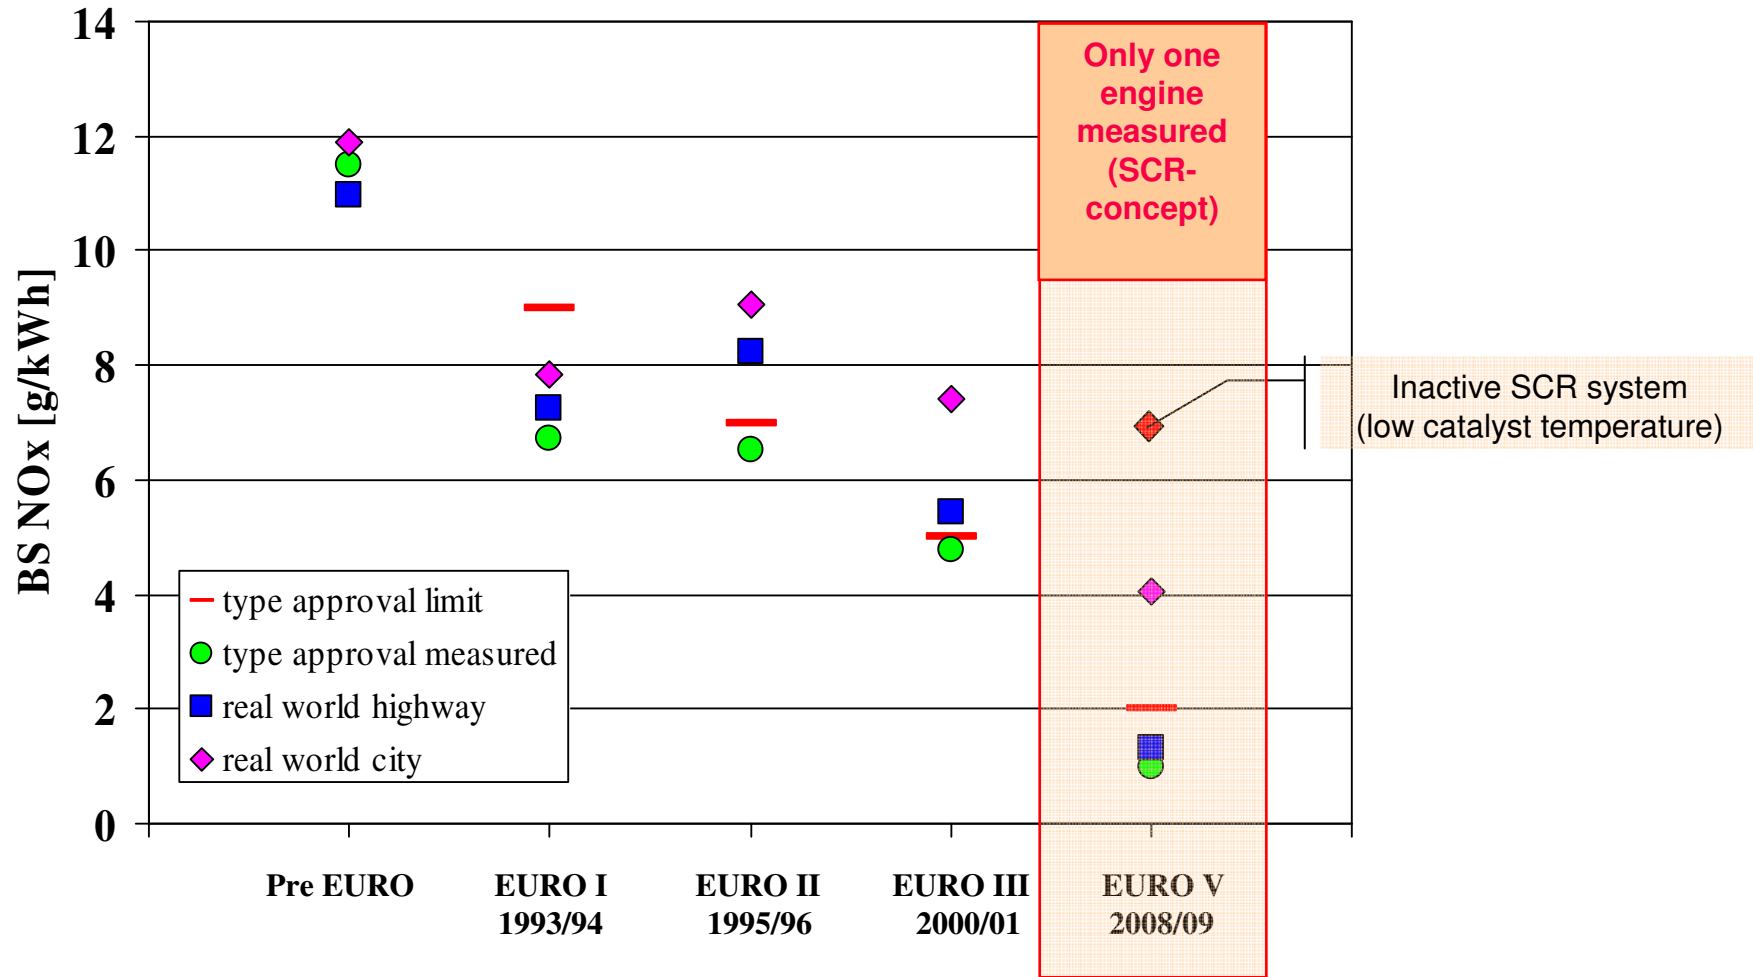 14
12
10
8
6
4
2
0
BS NOx [g/kWh]
Only one
engine
measured
(SCR-
concept)
Inactive SCR system
(low catalyst temperature)
type approval limit
type approval measured
real world highway
real world city
Pre EURO
EURO I
1993/94
EURO II
1995/96
EURO III
2000/01
EURO V
2008/09